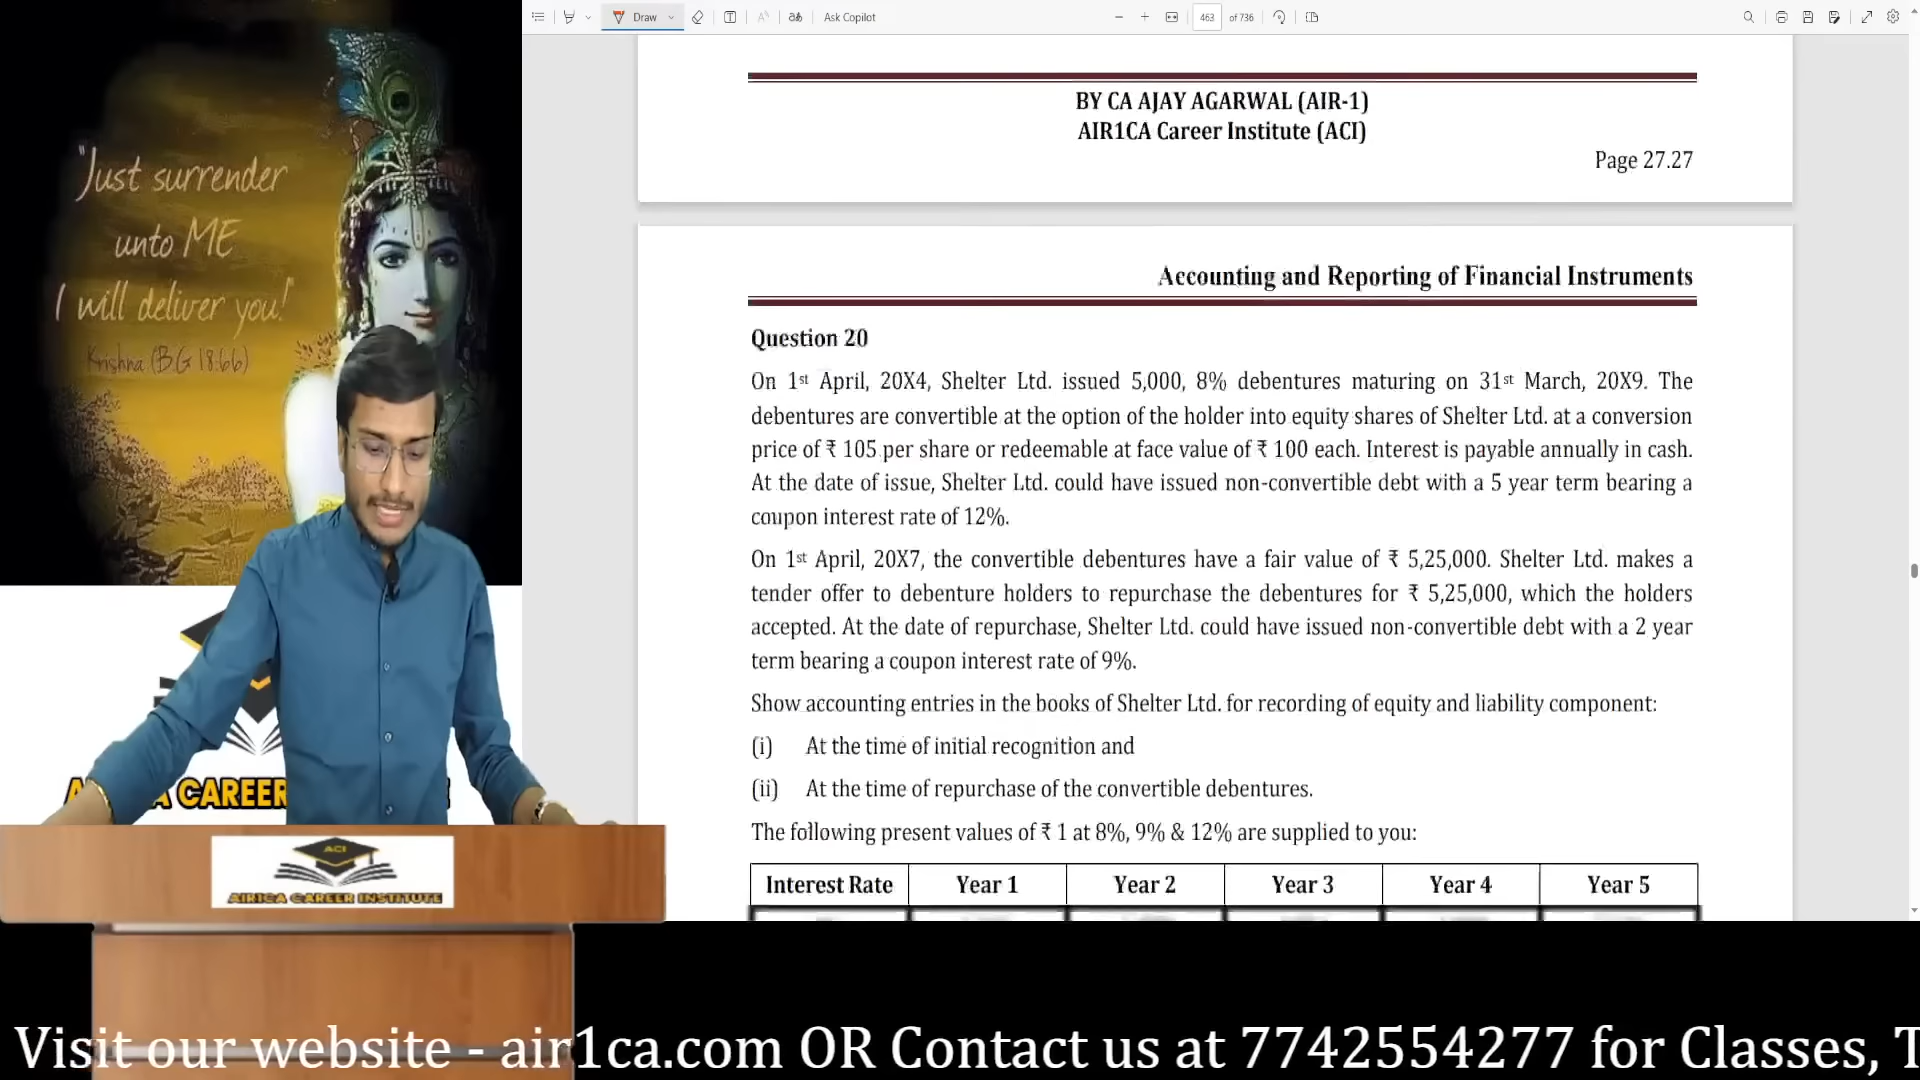 "Just surrender
unto ME
I will deliver you!"
Krishna (B.G 18:66)
CAREER
ACI
AIR1CA CAREER INSTITUTE
Draw
Ask Copilot
463
of 736
BY CA AJAY AGARWAL (AIR-1)
AIR1CA Career Institute (ACI)
Page 27.27
Accounting and Reporting of Financial Instruments
Question 20
On 1st April, 20X4, Shelter Ltd. issued 5,000, 8% debentures maturing on 31st March, 20X9. The
debentures are convertible at the option of the holder into equity shares of Shelter Ltd. at a conversion
price of ₹ 105 per share or redeemable at face value of ₹ 100 each. Interest is payable annually in cash.
At the date of issue, Shelter Ltd. could have issued non-convertible debt with a 5 year term bearing a
coupon interest rate of 12%.
On 1st April, 20X7, the convertible debentures have a fair value of ₹ 5,25,000. Shelter Ltd. makes a
tender offer to debenture holders to repurchase the debentures for ₹ 5,25,000, which the holders
accepted. At the date of repurchase, Shelter Ltd. could have issued non-convertible debt with a 2 year
term bearing a coupon interest rate of 9%.
Show accounting entries in the books of Shelter Ltd. for recording of equity and liability component:
(i) At the time of initial recognition and
(ii) At the time of repurchase of the convertible debentures.
The following present values of ₹ 1 at 8%, 9% & 12% are supplied to you:
Interest Rate Year 1 Year 2 Year 3 Year 4 Year 5
Visit our website - air1ca.com OR Contact us at 7742554277 for Classes, T